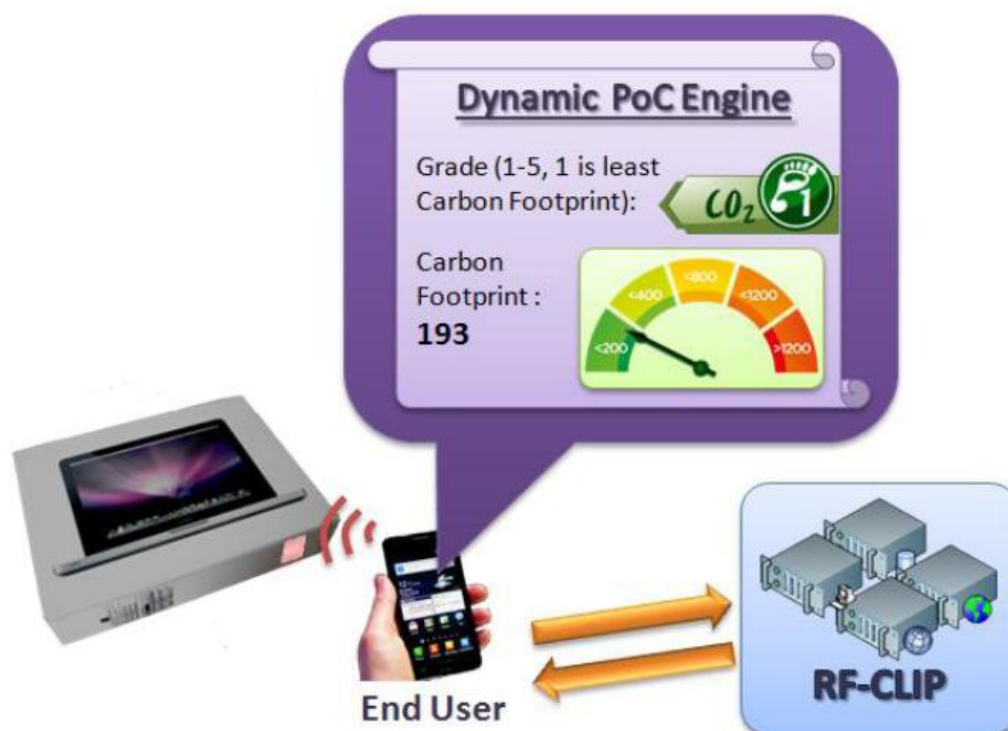 Dynamic PoC Engine
Grade (1-5, 1 is least
Carbon Footprint):
CO₂ 1
Carbon
Footprint :
193
<200
<400
<800
<1200
>1200
End User
RF-CLIP